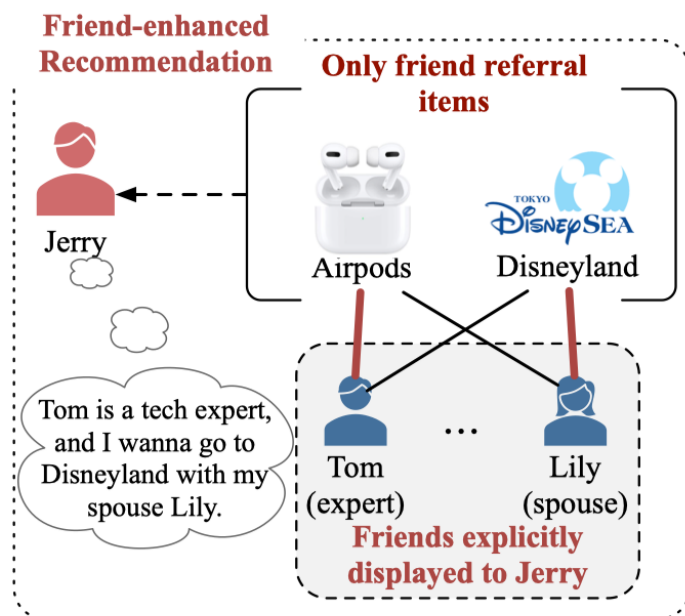 Friend-enhanced
Recommendation
Only friend referral
items
Jerry
Airpods
TOKYO
DISNEYSEA
Disneyland
Tom is a tech expert,
and I wanna go to
Disneyland with my
spouse Lily.
...
Tom
(expert)
Lily
(spouse)
Friends explicitly
displayed to Jerry